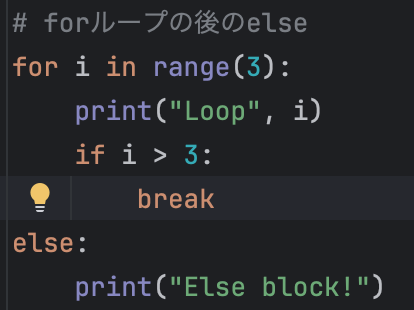 # forループの後のelse
for i in range(3):
    print("Loop", i)
    if i > 3:
        break
else:
    print("Else block!")